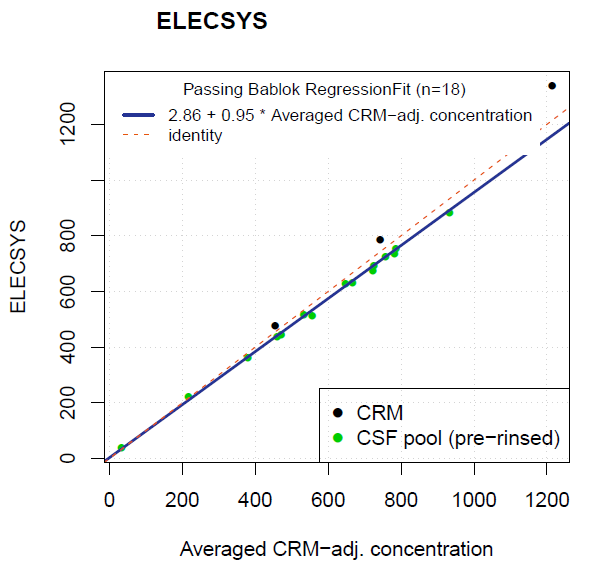 ELECSYS
Passing Bablok RegressionFit (n=18)
2.86 + 0.95 * Averaged CRM−adj. concentration
identity
ELECSYS
1200
800
600
400
200
0
CRM
CSF pool (pre−rinsed)
0 200 400 600 800 1000 1200
Averaged CRM−adj. concentration